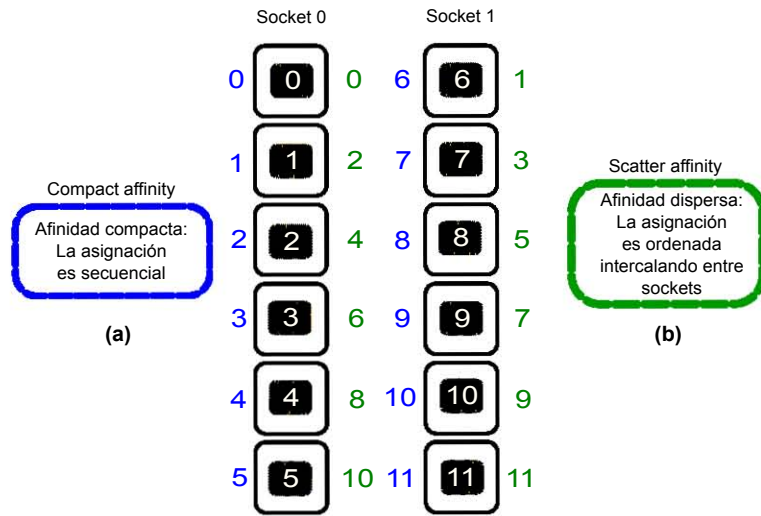 Socket 0 Socket 1
0 0 0 6 6 1
1 1 2 7 7 3
Compact affinity
Afinidad compacta:
La asignación
es secuencial
(a)
2 2 4 8 8 5
3 3 6 9 9 7
4 4 8 10 10 9
5 5 10 11 11 11
Scatter affinity
Afinidad dispersa:
La asignación
es ordenada
intercalando entre
sockets
(b)